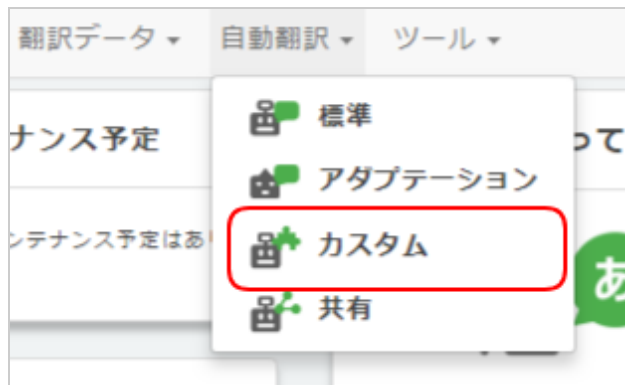 翻訳データ 自動翻訳 ツール
標準
ナンス予定
って
アダプテーション
ンテナンス予定はあ
カスタム
あ
共有